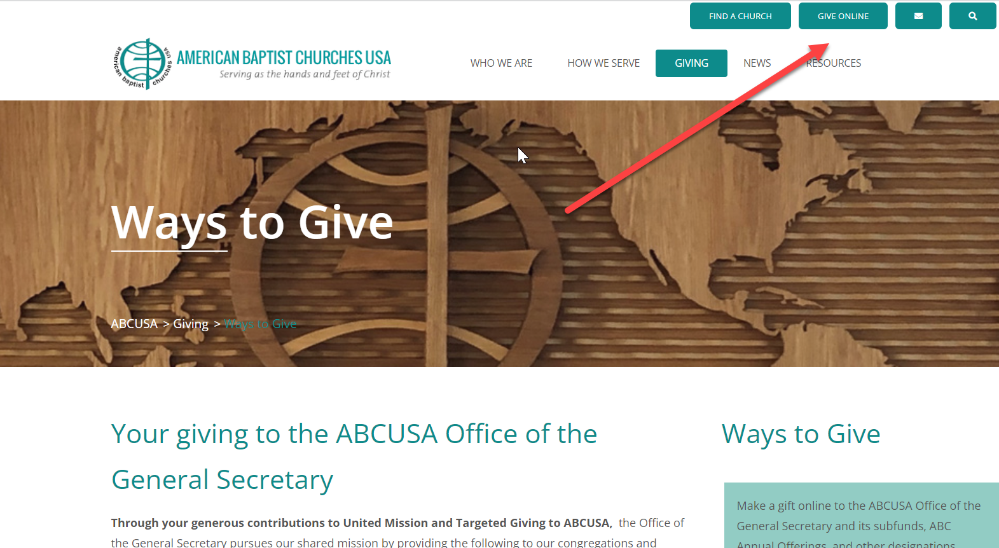 FIND A CHURCH
GIVE ONLINE
american baptist churches usa
AMERICAN BAPTIST CHURCHES USA
Serving as the hands and feet of Christ
WHO WE ARE
HOW WE SERVE
GIVING
NEWS
RESOURCES
Ways to Give
ABCUSA > Giving > Ways to Give
Your giving to the ABCUSA Office of the
General Secretary
Through your generous contributions to United Mission and Targeted Giving to ABCUSA, the Office of
the General Secretary pursues our shared mission by providing the following to our congregations and
Ways to Give
Make a gift online to the ABCUSA Office of the
General Secretary and its subfunds, ABC
Annual Offerings, and other designations